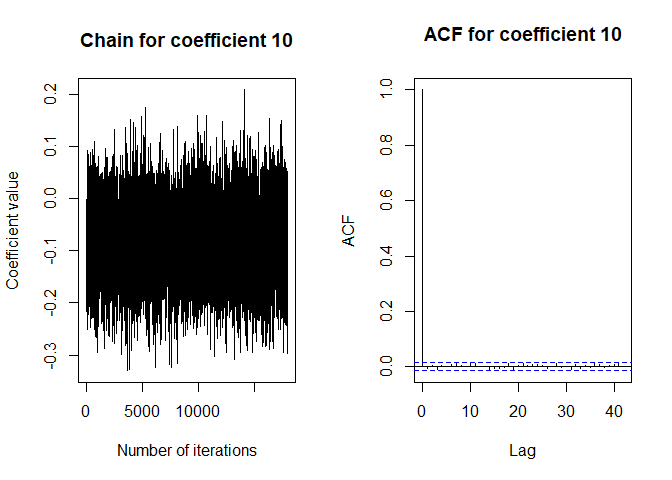 Chain for coefficient 10
Coefficient value
0.2
0.1
0.0
-0.1
-0.2
-0.3
0 5000 10000
Number of iterations
ACF for coefficient 10
ACF
1.0
0.8
0.6
0.4
0.2
0.0
0 10 20 30 40
Lag